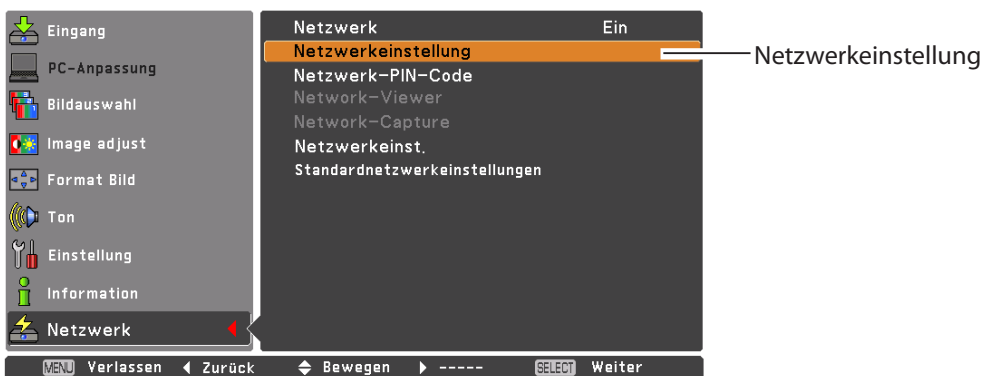 Eingang
PC-Anpassung
Bildauswahl
Image adjust
Format Bild
Ton
Einstellung
Information
Netzwerk
Netzwerk Ein
Netzwerkeinstellung
Netzwerk-PIN-Code
Network-Viewer
Network-Capture
Netzwerkeinst.
Standardnetzwerkeinstellungen
Netzwerkeinstellung
MENU Verlassen Zurück Bewegen ----- SELECT Weiter